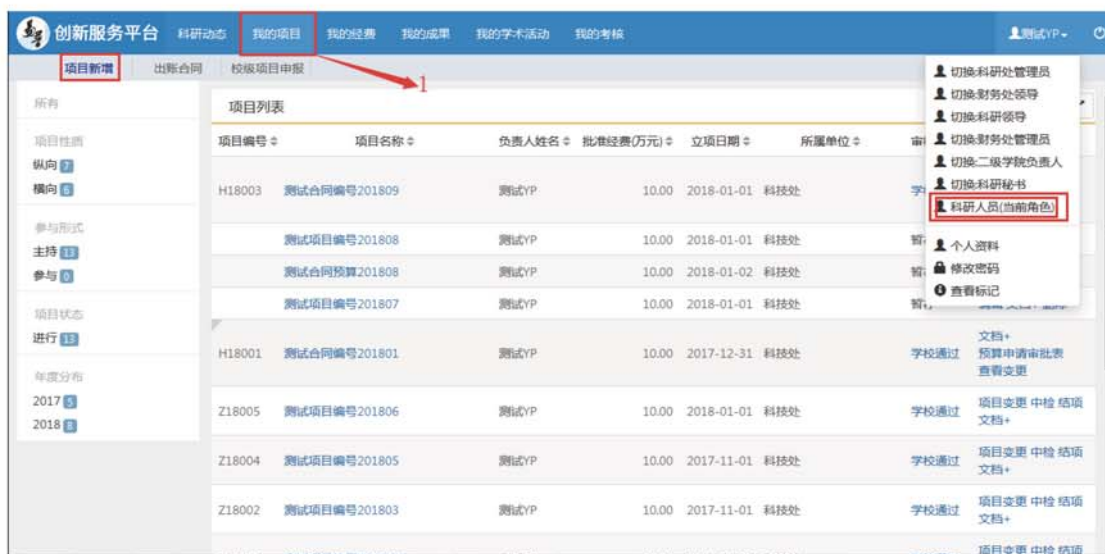 创新服务平台 科研动态 我的项目 我的经费 我的成果 我的学术活动 我的考核 测试YP
项目新增 出账合同 校级项目申报
1
切换:科研处管理员
切换:财务处领导
切换:科研领导
切换:财务处管理员
切换:二级学院负责人
切换:科研秘书
科研人员(当前角色)
个人资料
修改密码
查看标记
所有
项目性质
纵向 7
横向 6
参与形式
主持 13
参与 0
项目状态
进行 13
年度分布
2017 5
2018 8
项目列表
项目编号 项目名称 负责人姓名 批准经费(万元) 立项日期 所属单位
H18003 测试合同编号201809 测试YP 10.00 2018-01-01 科技处
测试项目编号201808 测试YP 10.00 2018-01-01 科技处
测试合同预算201808 测试YP 10.00 2018-01-02 科技处
测试项目编号201807 测试YP 10.00 2018-01-01 科技处
H18001 测试合同编号201801 测试YP 10.00 2017-12-31 科技处 学校通过 文档+
预算申请审批表
查看变更
Z18005 测试项目编号201806 测试YP 10.00 2018-01-01 科技处 学校通过 项目变更 中检 结项
文档+
Z18004 测试项目编号201805 测试YP 10.00 2017-11-01 科技处 学校通过 项目变更 中检 结项
文档+
Z18002 测试项目编号201803 测试YP 10.00 2017-11-01 科技处 学校通过 项目变更 中检 结项
文档+
项目变更 中检 结项